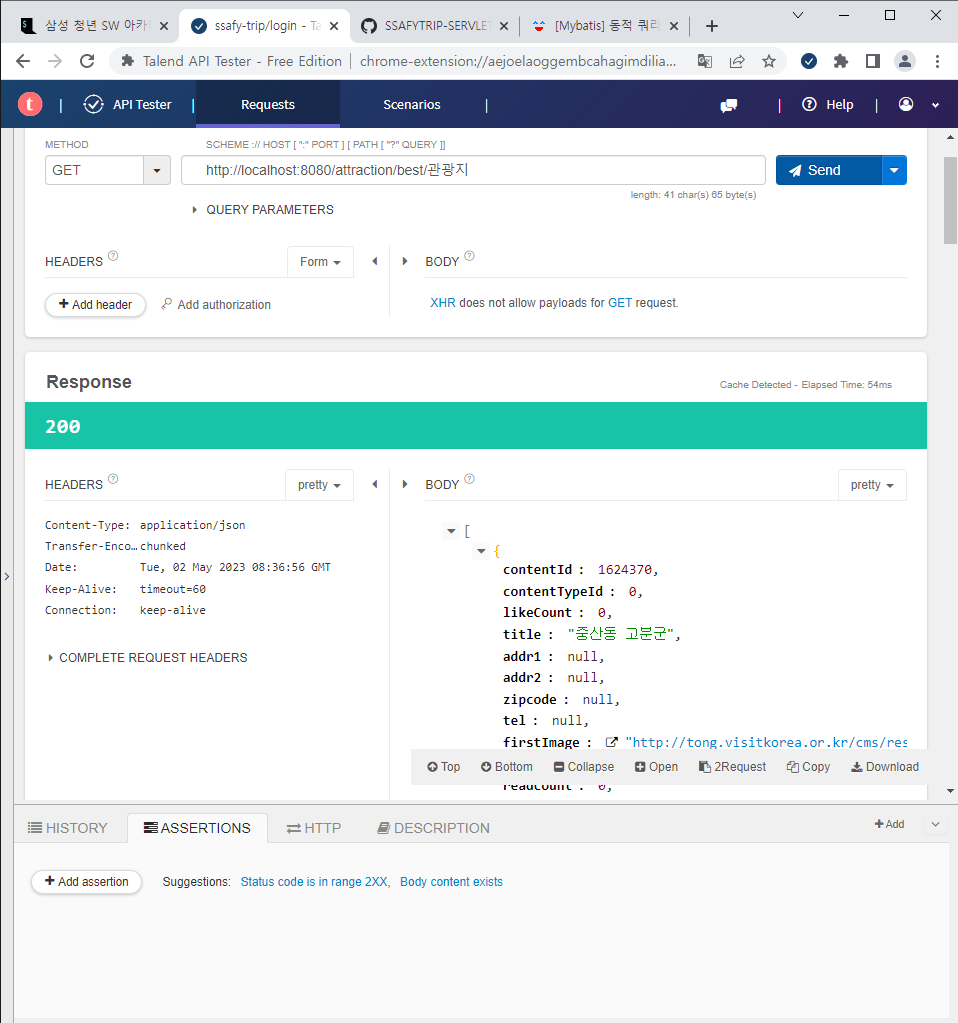 삼성 청년 SW 아카 ssafy-trip/login - Ta SSAFYTRIP-SERVLET [Mybatis] 동적 쿼리
Talend API Tester - Free Edition | chrome-extension://aejoelaoggembcahagimdilia...
t | API Tester | Requests Scenarios | | Help |
METHOD SCHEME :// HOST [ ":" PORT ] [ PATH [ "?" QUERY ]]
GET http://localhost:8080/attraction/best/관광지 Send
length: 41 char(s) 65 byte(s)
QUERY PARAMETERS
HEADERS ? Form BODY ?
+ Add header Add authorization XHR does not allow payloads for GET request.
Response Cache Detected - Elapsed Time: 54ms
200
HEADERS ? pretty BODY ? pretty
Content-Type: application/json
Transfer-Enco… chunked
Date: Tue, 02 May 2023 08:36:56 GMT
Keep-Alive: timeout=60
Connection: keep-alive
COMPLETE REQUEST HEADERS
[
{
contentId : 1624370,
contentTypeId : 0,
likeCount : 0,
title : "중산동 고분군",
addr1 : null,
addr2 : null,
zipcode : null,
tel : null,
firstImage : "http://tong.visitkorea.or.kr/cms/res
Top Bottom Collapse Open 2Request Copy Download
readCount : 0,
HISTORY ASSERTIONS HTTP DESCRIPTION + Add
+ Add assertion Suggestions: Status code is in range 2XX, Body content exists